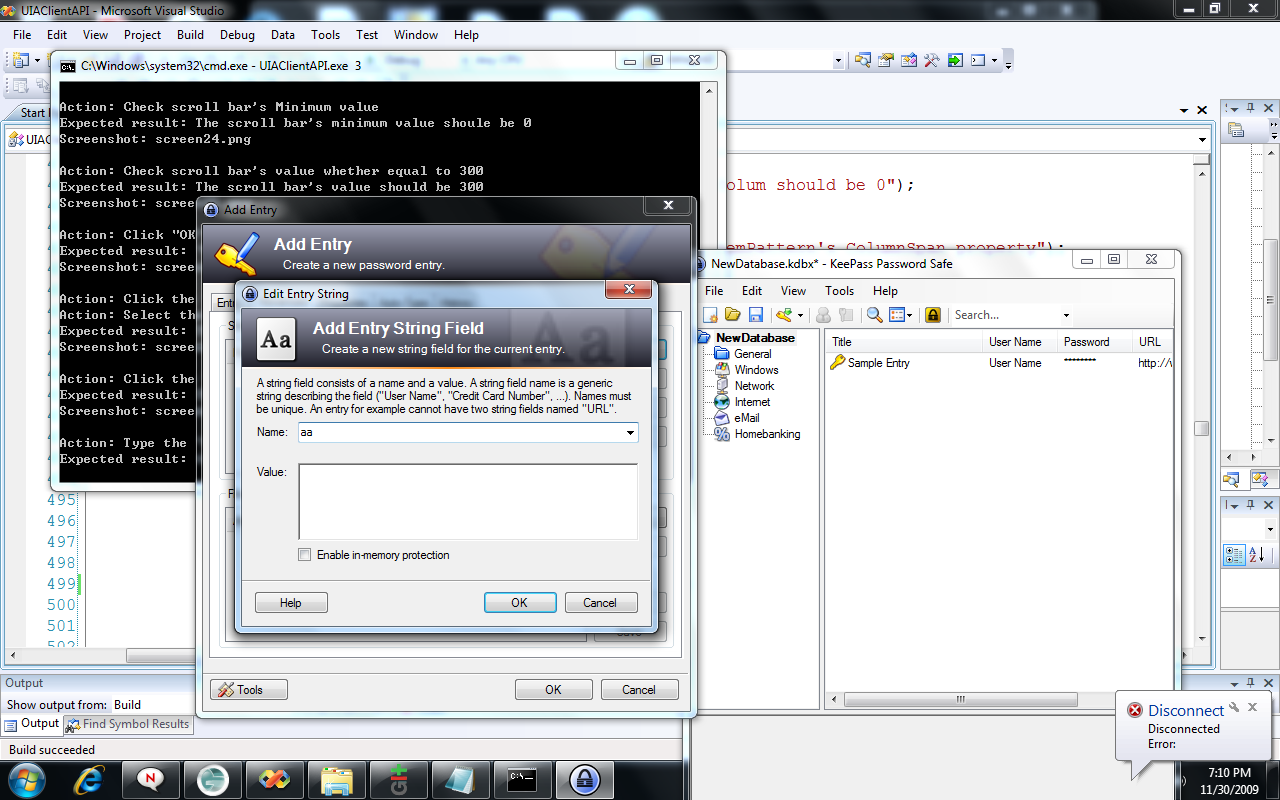 UIAClientAPI - Microsoft Visual Studio
File Edit View Project Build Debug Data Tools Test Window Help
C:\Windows\system32\cmd.exe - UIAClientAPI.exe 3
Action: Check scroll bar's Minimum value
Expected result: The scroll bar's minimum value shoule be 0
Screenshot: screen24.png
Action: Check scroll bar's value whether equal to 300
Expected result: The scroll bar's value should be 300
Screenshot: scree
Action: Click "OK
Expected result:
Screenshot: scree
Action: Click the
Action: Select th
Expected result:
Screenshot: scree
Action: Click the
Expected result:
Screenshot: scree
Action: Type the
Expected result:
Start
UIAC
olum should be 0");
emPattern's ColumnSpan property");
495
496
497
498
499
500
501
502
Add Entry
Add Entry
Create a new password entry.
Edit Entry String
Add Entry String Field
Create a new string field for the current entry.
A string field consists of a name and a value. A string field name is a generic
string describing the field ("User Name", "Credit Card Number", ...). Names must
be unique. An entry for example cannot have two string fields named "URL".
Name: aa
Value:
Enable in-memory protection
Help OK Cancel
Tools OK Cancel
NewDatabase.kdbx* - KeePass Password Safe
File Edit View Tools Help
Search...
NewDatabase
General
Windows
Network
Internet
eMail
Homebanking
Title User Name Password URL
Sample Entry User Name ******** http://
Output
Show output from: Build
Output Find Symbol Results
Build succeeded
Disconnect
Disconnected
Error:
7:10 PM
11/30/2009